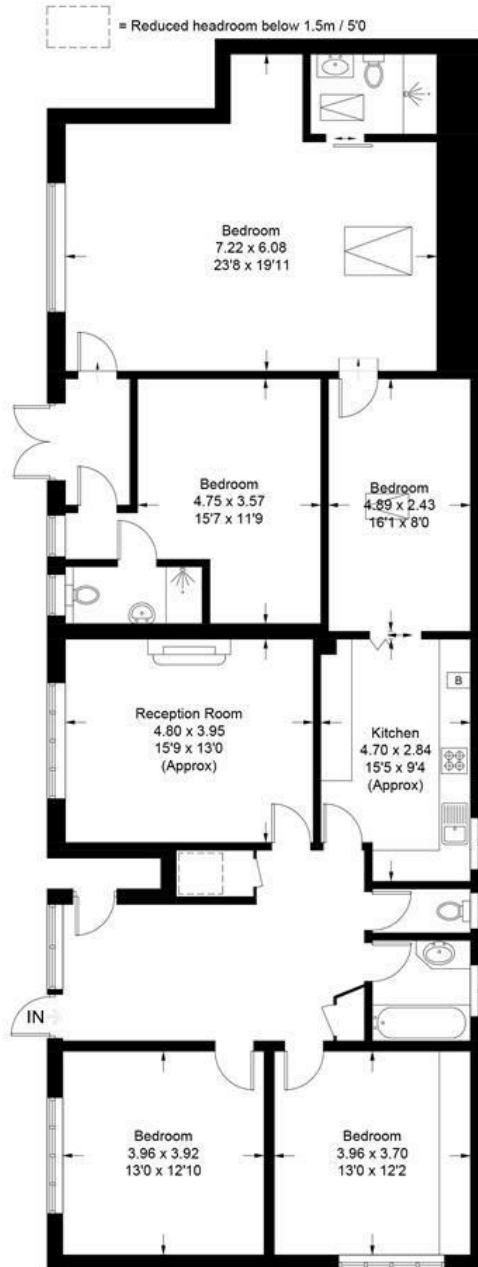 = Reduced headroom below 1.5m / 5'0
Bedroom
7.22 x 6.08
23'8 x 19'11
Bedroom
4.75 x 3.57
15'7 x 11'9
Bedroom
4.89 x 2.43
16'1 x 8'0
Reception Room
4.80 x 3.95
15'9 x 13'0
(Approx)
B
Kitchen
4.70 x 2.84
15'5 x 9'4
(Approx)
IN
Bedroom
3.96 x 3.92
13'0 x 12'10
Bedroom
3.96 x 3.70
13'0 x 12'2